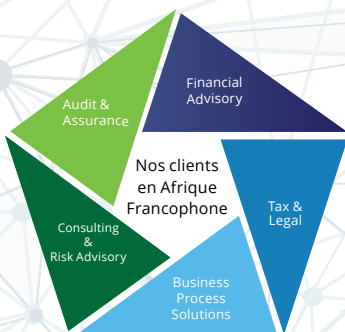 Financial
Advisory
Audit &
Assurance
Nos clients
en Afrique
Francophone
Tax &
Legal
Consulting
&
Risk Advisory
Business
Process
Solutions